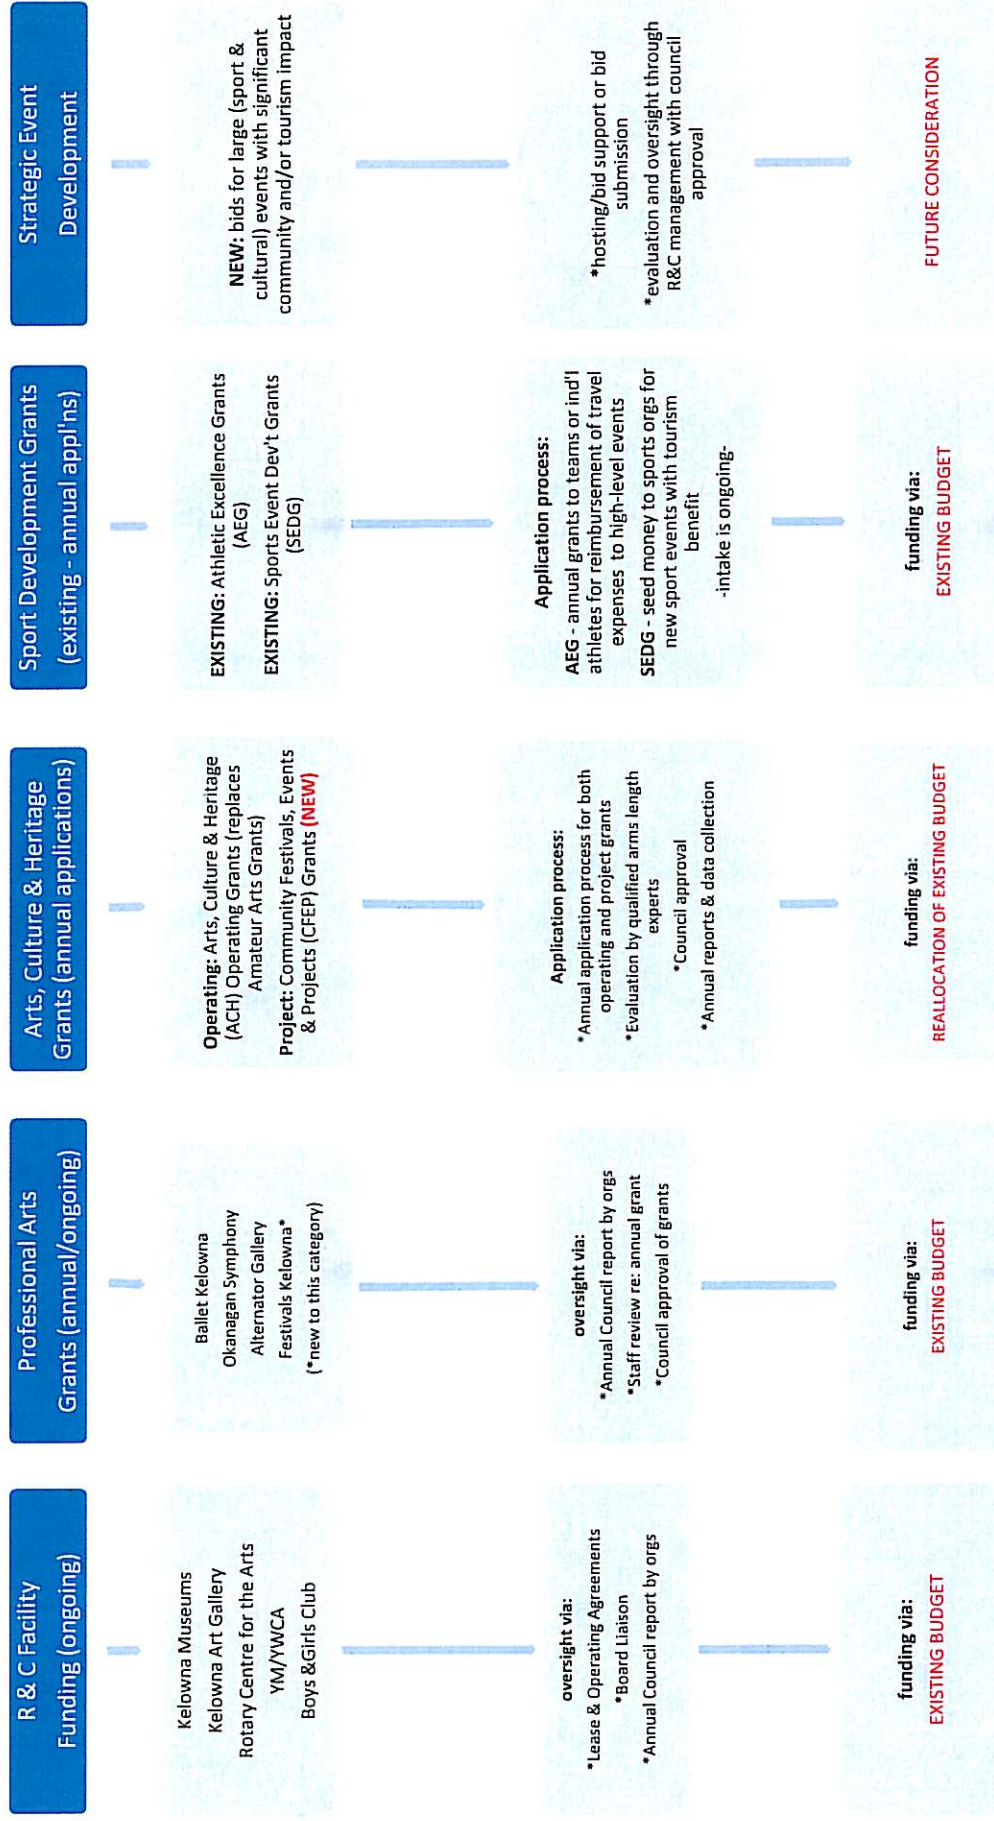 R & C Facility
Funding (ongoing)
Kelowna Museums
Kelowna Art Gallery
Rotary Centre for the Arts
YM/YWCA
Boys &Girls Club
oversight via:
*Lease & Operating Agreements
*Board Liaison
*Annual Council report by orgs
funding via:
EXISTING BUDGET
Professional Arts
Grants (annual/ongoing)
Ballet Kelowna
Okanagan Symphony
Alternator Gallery
Festivals Kelowna*
(*new to this category)
oversight via:
*Annual Council report by orgs
*Staff review re: annual grant
*Council approval of grants
funding via:
EXISTING BUDGET
Arts, Culture & Heritage
Grants (annual applications)
Operating: Arts, Culture & Heritage
(ACH) Operating Grants (replaces
Amateur Arts Grants)
Project: Community Festivals, Events
& Projects (CFEP) Grants (NEW)
Application process:
*Annual application process for both
operating and project grants
*Evaluation by qualified arms length
experts
*Council approval
*Annual reports & data collection
funding via:
REALLOCATION OF EXISTING BUDGET
Sport Development Grants
(existing - annual appl'ns)
EXISTING: Athletic Excellence Grants
(AEG)
EXISTING: Sports Event Dev't Grants
(SEDG)
Application process:
AEG - annual grants to teams or ind'l
athletes for reimbursement of travel
expenses to high-level events
SEDG - seed money to sports orgs for
new sport events with tourism
benefit
-intake is ongoing-
funding via:
EXISTING BUDGET
Strategic Event
Development
NEW: bids for large (sport &
cultural) events with significant
community and/or tourism impact
*hosting/bid support or bid
submission
*evaluation and oversight through
R&C management with council
approval
FUTURE CONSIDERATION